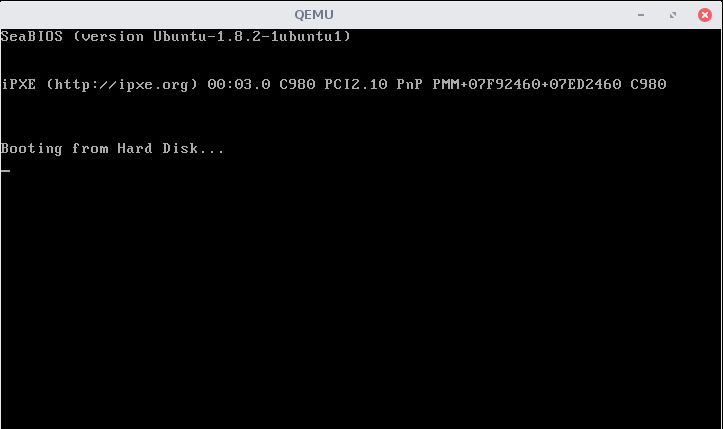 QEMU
SeaBIOS (version Ubuntu-1.8.2-1ubuntu1)
iPXE (http://ipxe.org) 00:03.0 C980 PCI2.10 PnP PMM+07F92460+07ED2460 C980
Booting from Hard Disk...